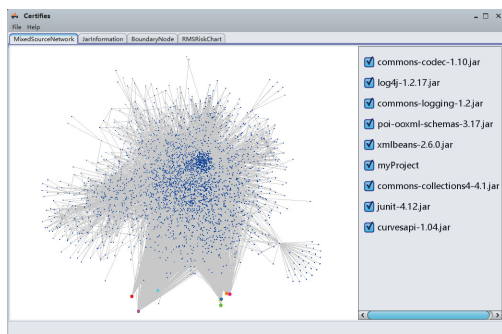 Certifies
File Help
MixedSourceNetwork JarInformation BoundaryNode RMSRiskChart
commons-codec-1.10.jar
log4j-1.2.17.jar
commons-logging-1.2.jar
poi-ooxml-schemas-3.17.jar
xmlbeans-2.6.0.jar
myProject
commons-collections4-4.1.jar
junit-4.12.jar
curvesapi-1.04.jar